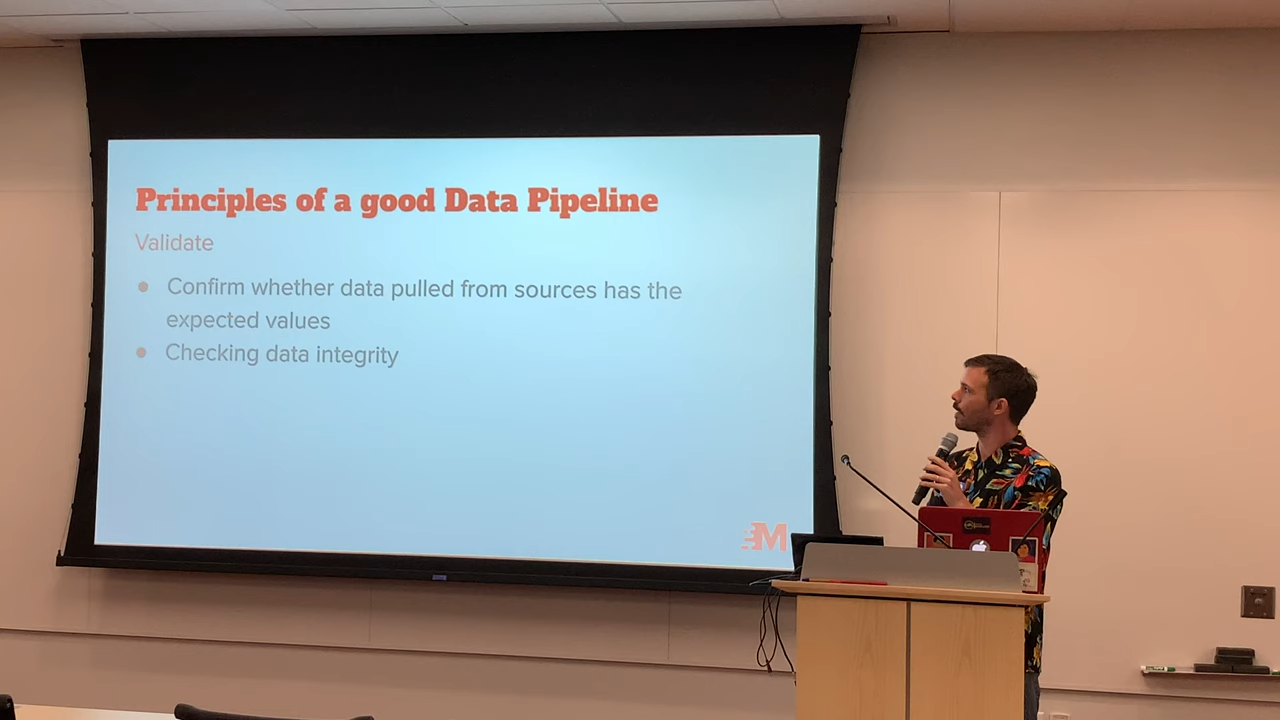 Principles of a good Data Pipeline
Validate
● Confirm whether data pulled from sources has the
expected values
● Checking data integrity
M